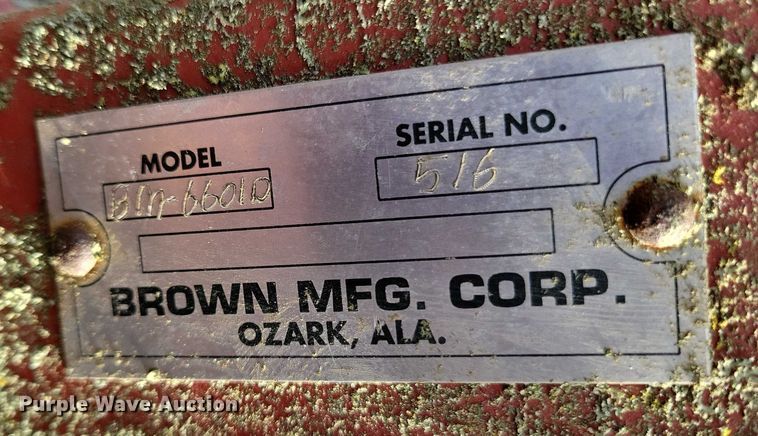 MODEL SERIAL NO.
BM-6601D 516
BROWN MFG. CORP.
OZARK, ALA.
Purple Wave Auction